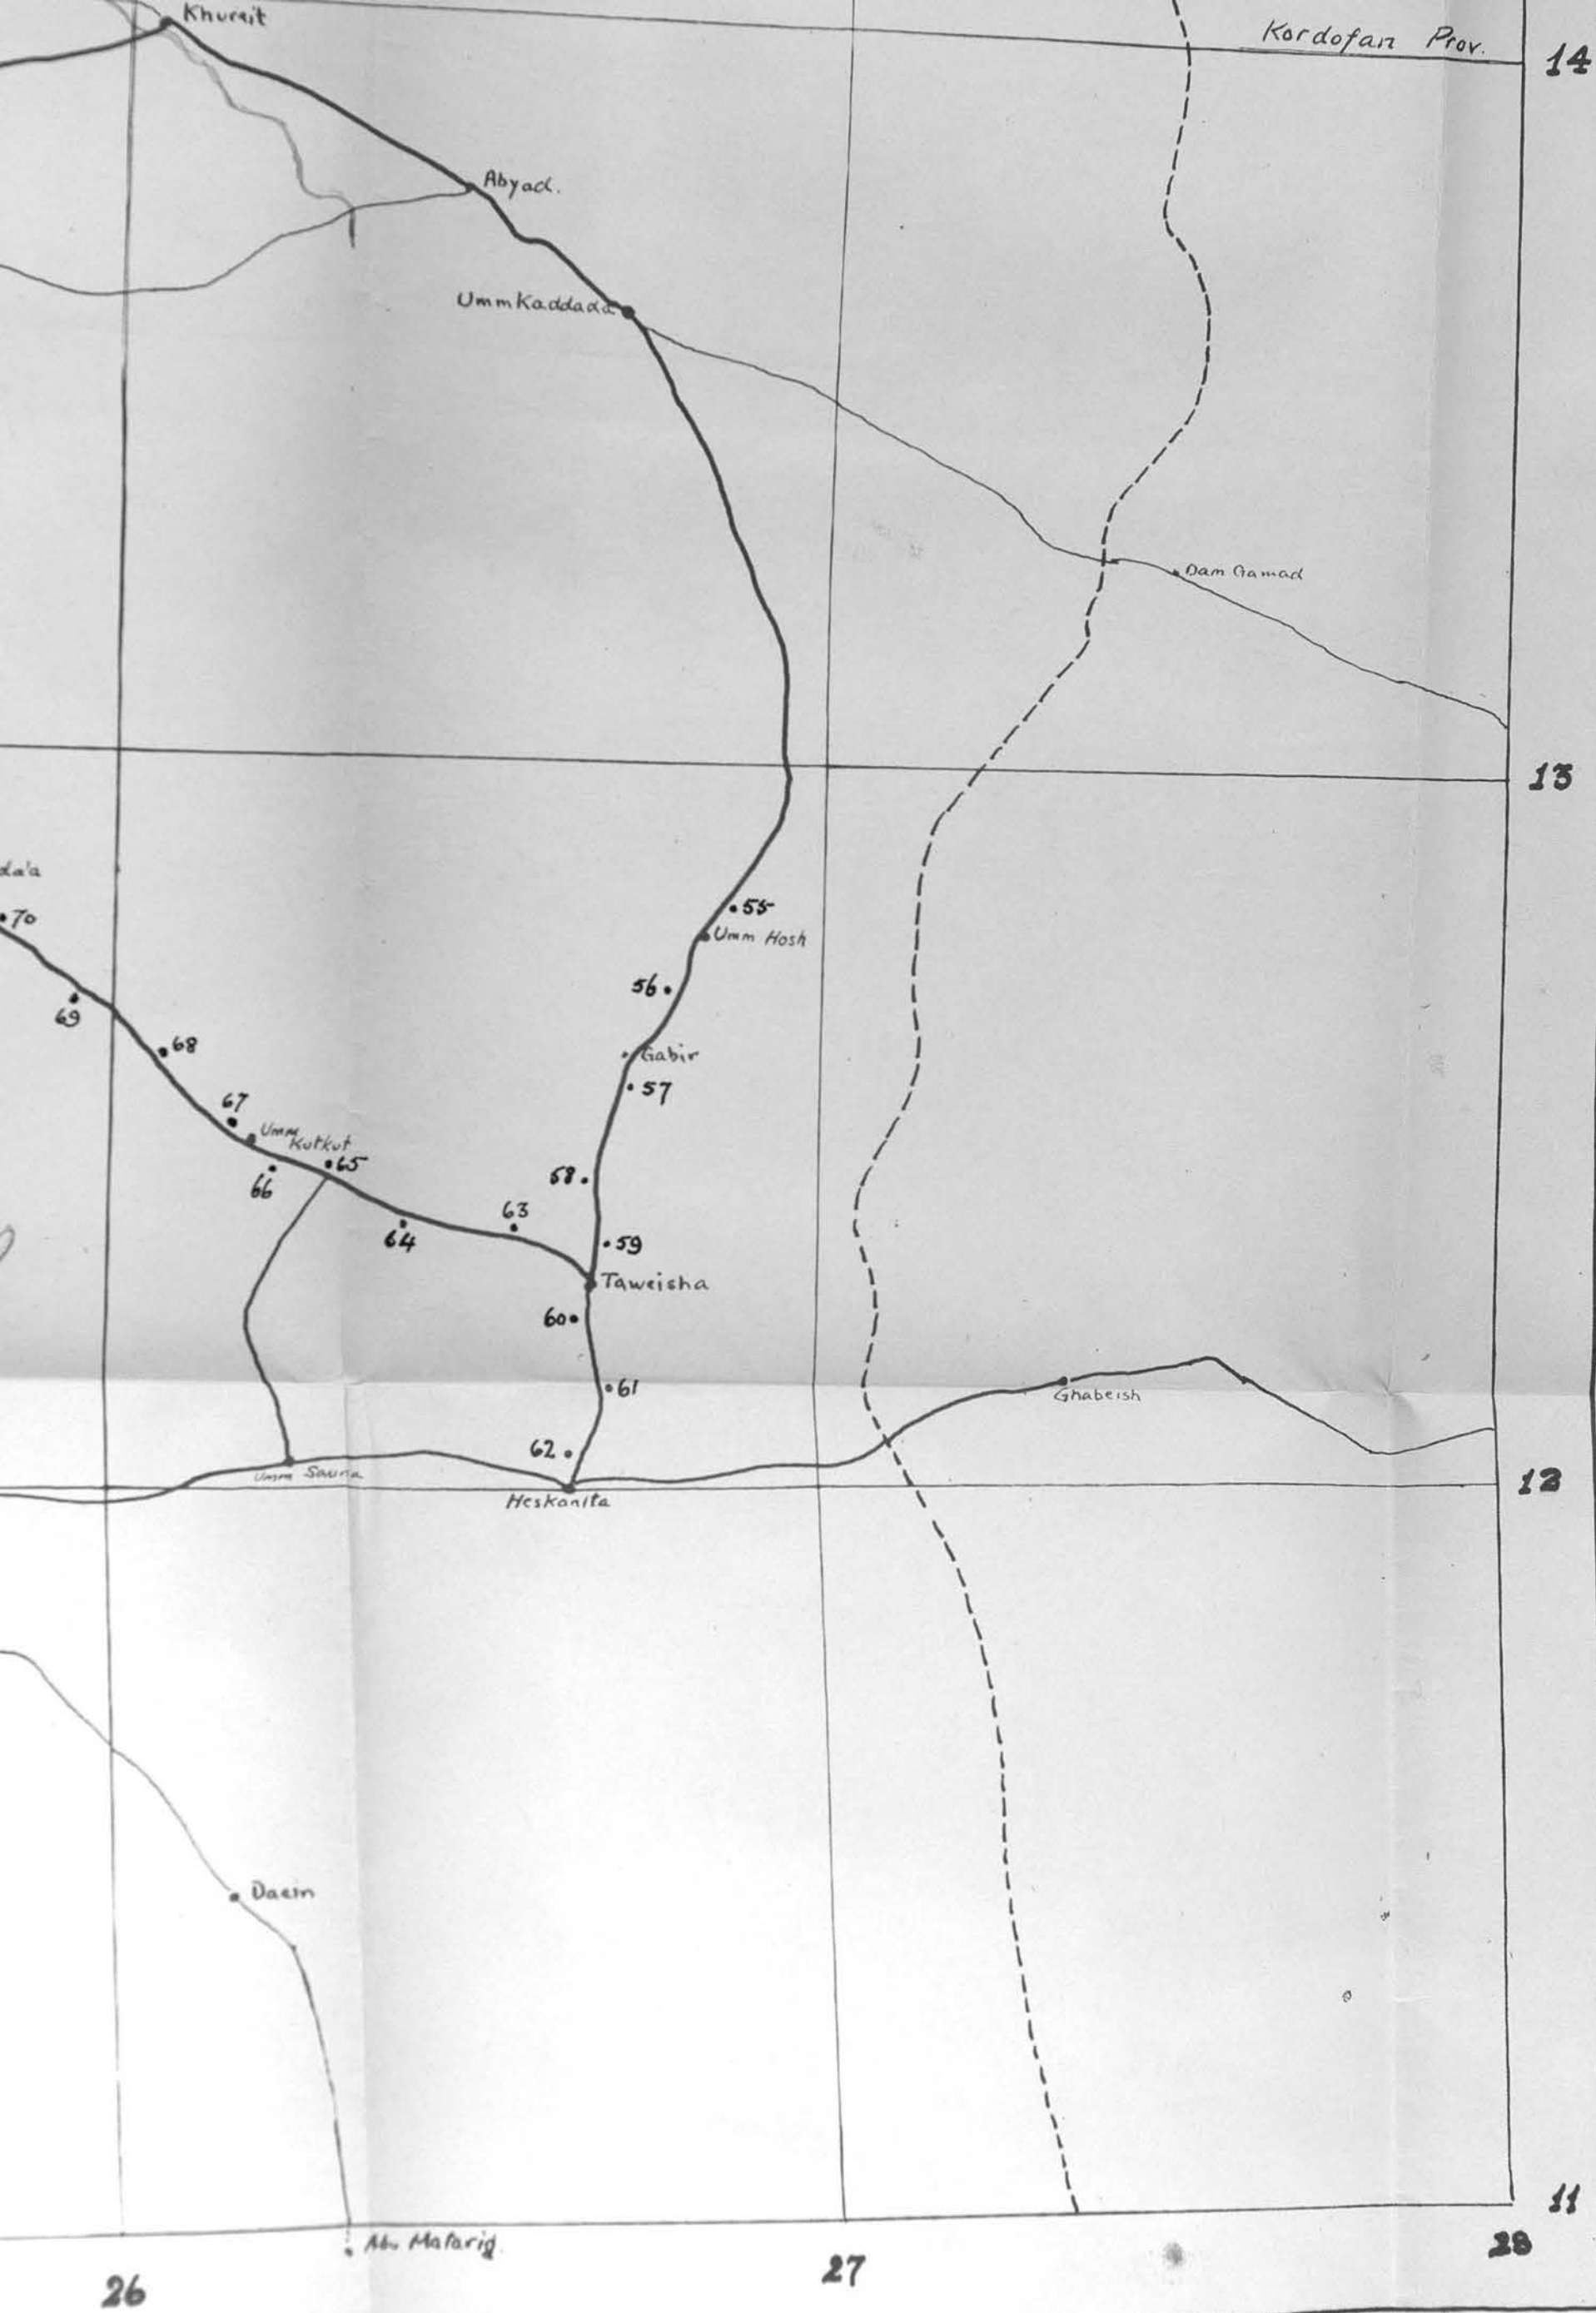 Khureit
Kordofan Prov.
14
Abyad.
Umm Kaddada
Dam Gamad
13
da'a
70
55
Umm Hosh
56
69
68
Gabir
57
67
Umm
Kutkut
65
66
58
63
64
59
Taweisha
60
61
Ghabeish
62
Umm Sauna
12
Heskanita
Daein
11
Abu Matariq.
28
27
26